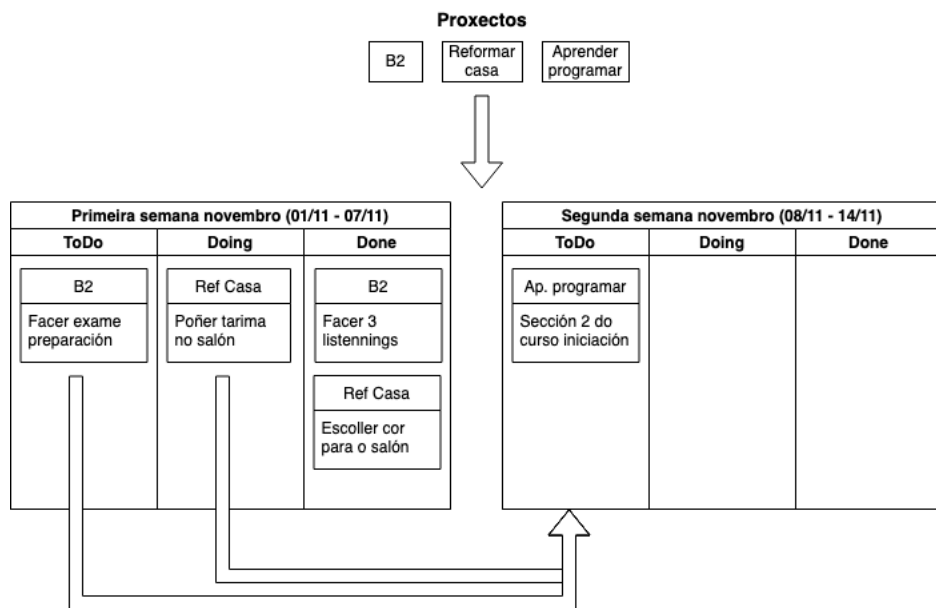 Proxectos
B2
Reformar
casa
Aprender
programar
Primeira semana novembro (01/11 - 07/11)
ToDo
Doing
Done
B2
Facer exame
preparación
Ref Casa
Poñer tarima
no salón
B2
Facer 3
listennings
Ref Casa
Escoller cor
para o salón
Segunda semana novembro (08/11 - 14/11)
ToDo
Doing
Done
Ap. programar
Sección 2 do
curso iniciación